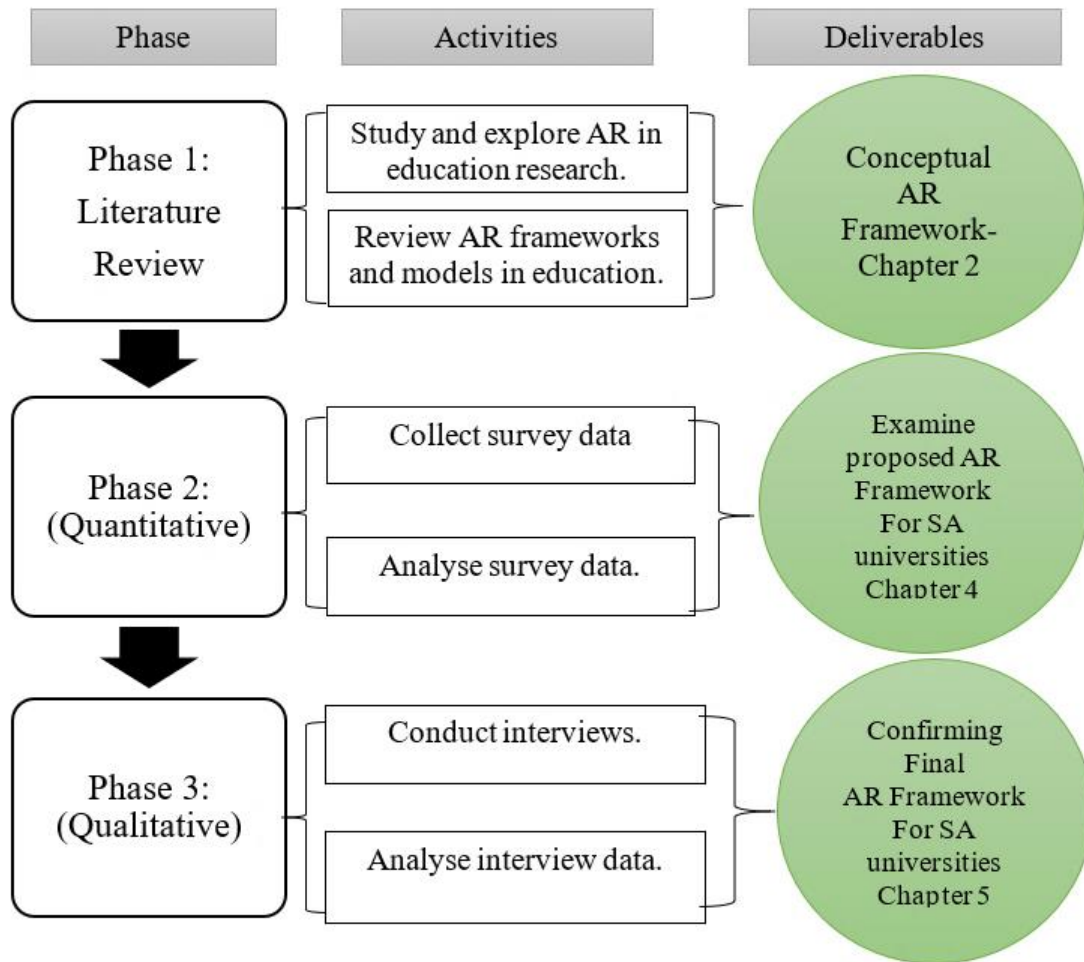 Phase
Activities
Deliverables
Phase 1:
Literature
Review
Study and explore AR in
education research.
Review AR frameworks
and models in education.
Conceptual
AR
Framework-
Chapter 2
Phase 2:
(Quantitative)
Collect survey data
Analyse survey data.
Examine
proposed AR
Framework
For SA
universities
Chapter 4
Phase 3:
(Qualitative)
Conduct interviews.
Analyse interview data.
Confirming
Final
AR Framework
For SA
universities
Chapter 5